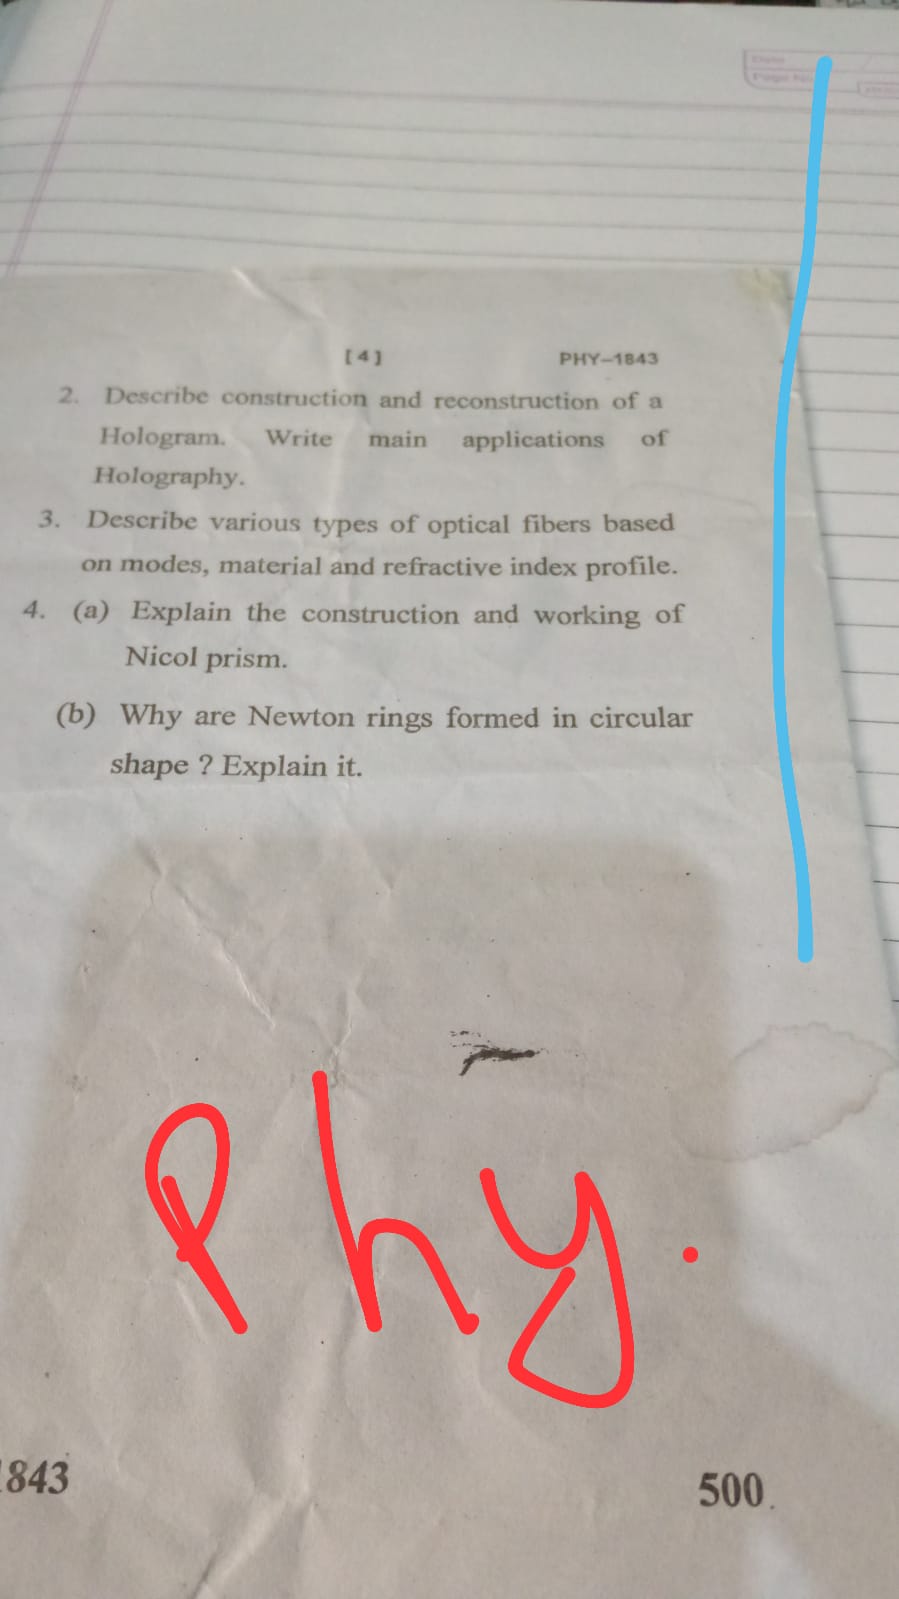 [4] PHY–1843
2. Describe construction and reconstruction of a
Hologram. Write main applications of
Holography.
3. Describe various types of optical fibers based
on modes, material and refractive index profile.
4. (a) Explain the construction and working of
Nicol prism.
(b) Why are Newton rings formed in circular
shape ? Explain it.
Phy.
1843 500